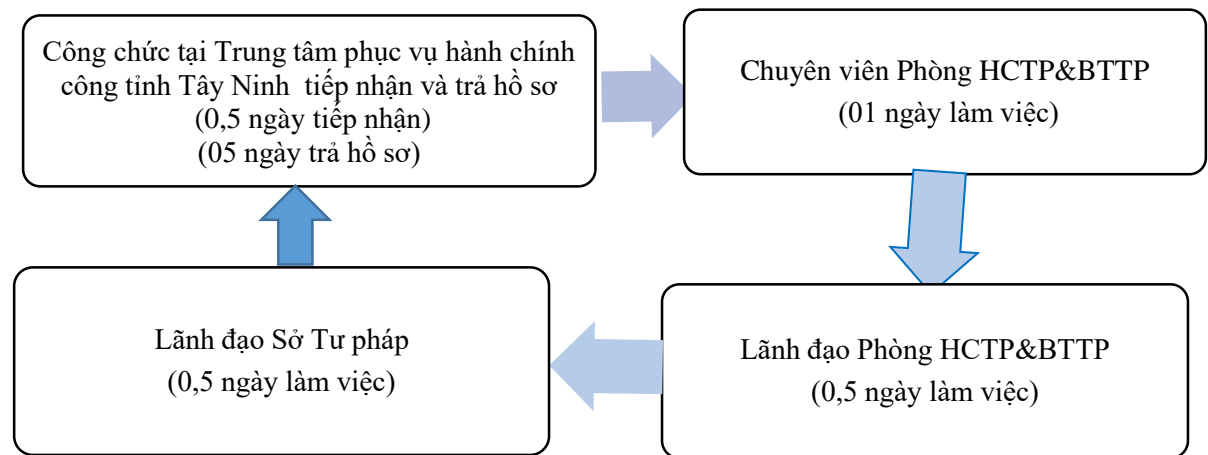 Công chức tại Trung tâm phục vụ hành chính
công tỉnh Tây Ninh tiếp nhận và trả hồ sơ
(0,5 ngày tiếp nhận)
(05 ngày trả hồ sơ)
Chuyên viên Phòng HCTP&BTTP
(01 ngày làm việc)
Lãnh đạo Phòng HCTP&BTTP
(0,5 ngày làm việc)
Lãnh đạo Sở Tư pháp
(0,5 ngày làm việc)